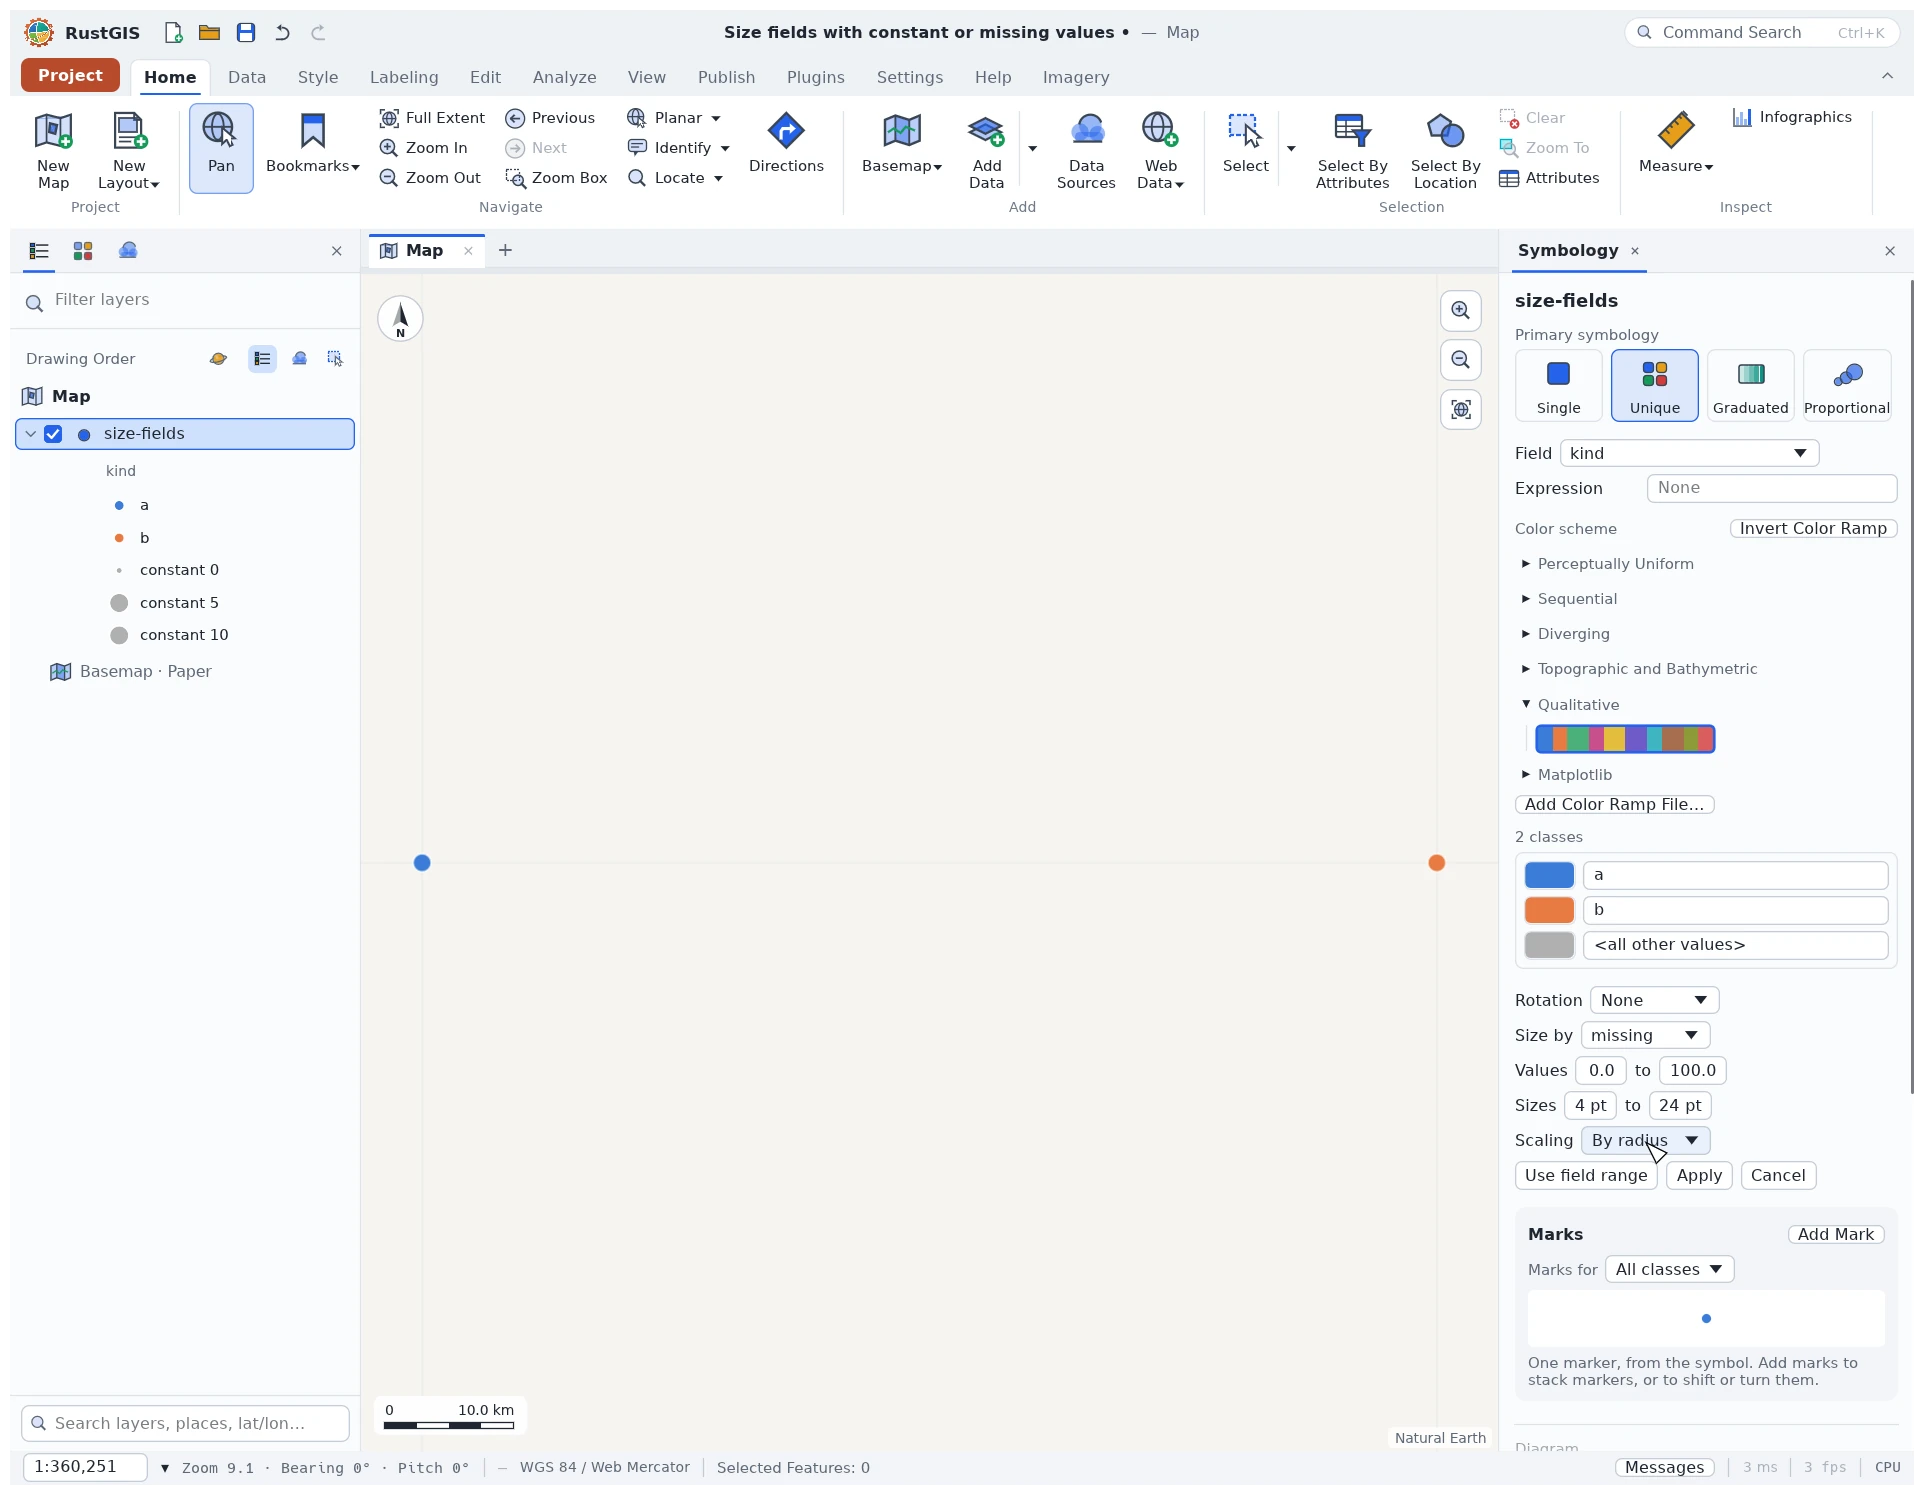 RustGIS
Size fields with constant or missing values • — Map
Command Search Ctrl+K
Project Home Data Style Labeling Edit Analyze View Publish Plugins Settings Help Imagery
New Map
New Layout
Project
Pan
Bookmarks
Full Extent
Zoom In
Zoom Out
Previous
Next
Zoom Box
Planar
Identify
Locate
Directions
Navigate
Basemap
Add Data
Data Sources
Web Data
Add
Select
Select By Attributes
Select By Location
Clear
Zoom To
Attributes
Selection
Measure
Infographics
Inspect
Filter layers
Drawing Order
Map
size-fields
kind
a
b
constant 0
constant 5
constant 10
Basemap · Paper
Search layers, places, lat/lon…
Map
N
0 10.0 km
Natural Earth
Symbology
size-fields
Primary symbology
Single Unique Graduated Proportional
Field kind
Expression None
Color scheme Invert Color Ramp
Perceptually Uniform
Sequential
Diverging
Topographic and Bathymetric
Qualitative
Matplotlib
Add Color Ramp File…
2 classes
a
b
<all other values>
Rotation None
Size by missing
Values 0.0 to 100.0
Sizes 4 pt to 24 pt
Scaling By radius
Use field range Apply Cancel
Marks Add Mark
Marks for All classes
One marker, from the symbol. Add marks to
stack markers, or to shift or turn them.
Diagram
1:360,251 Zoom 9.1 · Bearing 0° · Pitch 0° — WGS 84 / Web Mercator Selected Features: 0
Messages 3 ms 3 fps CPU